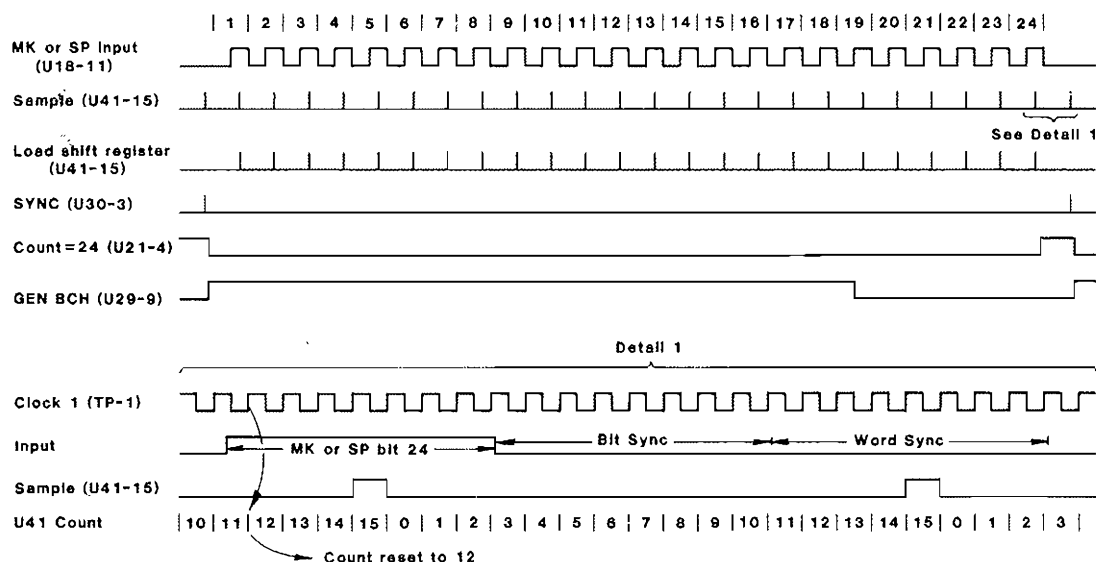 1 2 3 4 5 6 7 8 9 10 11 12 13 14 15 16 17 18 19 20 21 22 23 24
MK or SP Input
(U18-11)
Sample (U41-15)
See Detail 1
Load shift register
(U41-15)
SYNC (U30-3)
Count=24 (U21-4)
GEN BCH (U29-9)
Detail 1
Clock 1 (TP-1)
Input
MK or SP bit 24
Bit Sync
Word Sync
Sample (U41-15)
U41 Count
10 11 12 13 14 15 0 1 2 3 4 5 6 7 8 9 10 11 12 13 14 15 0 1 2 3
Count reset to 12